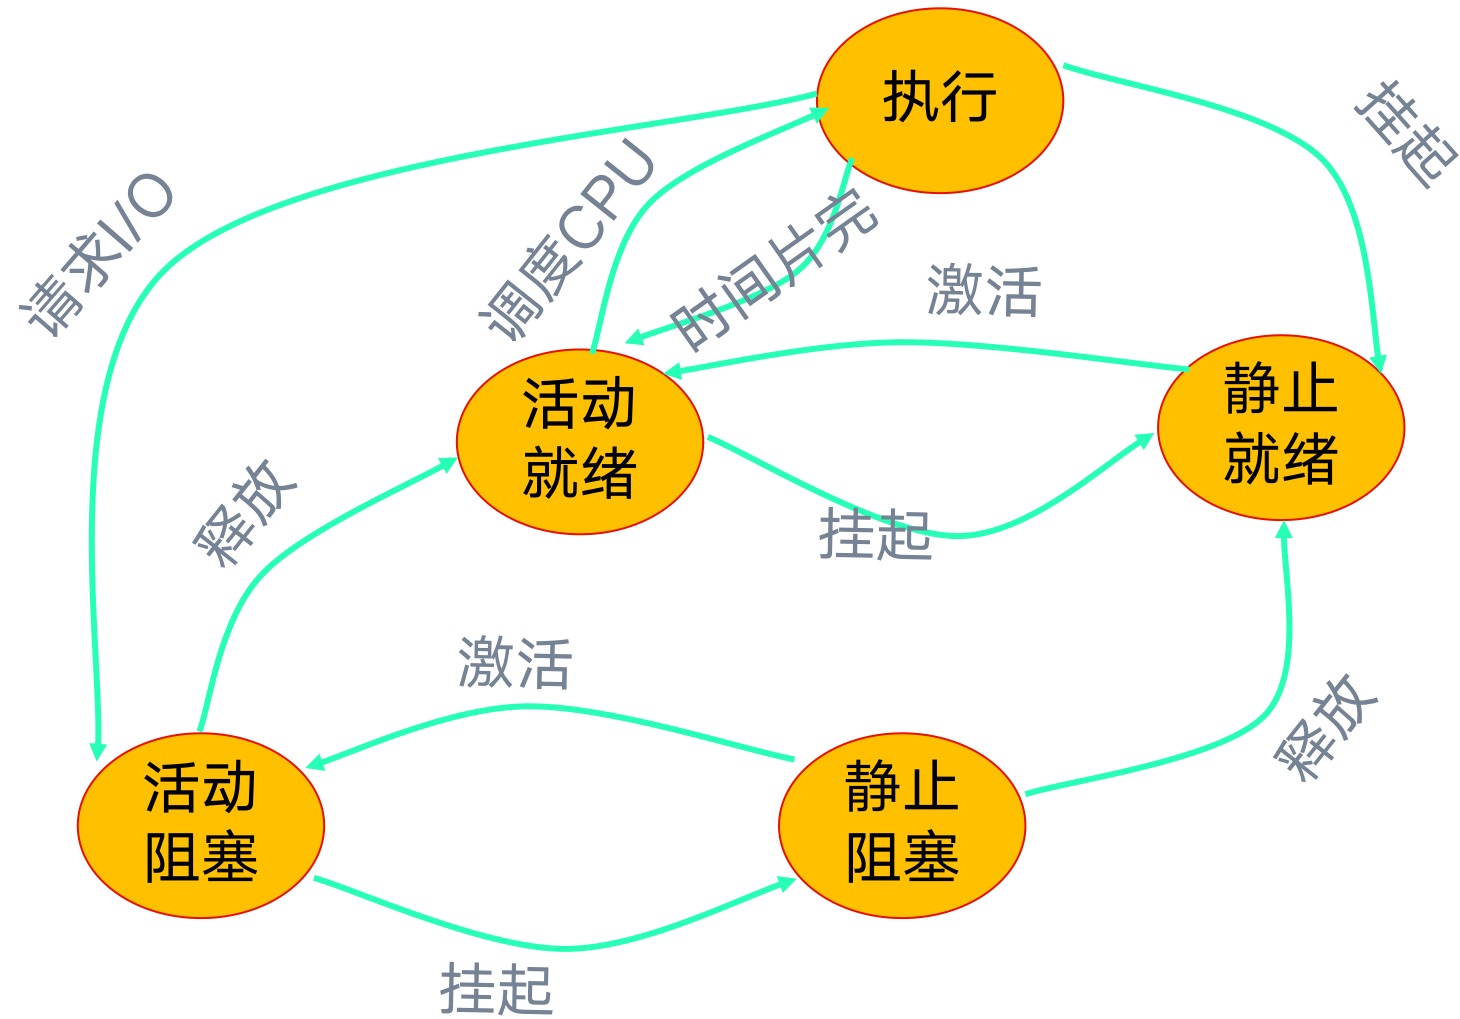 执行
挂起
请求I/O
调度CPU
时间片完
激活
活动
就绪
静止
就绪
释放
挂起
激活
释放
活动
阻塞
静止
阻塞
挂起